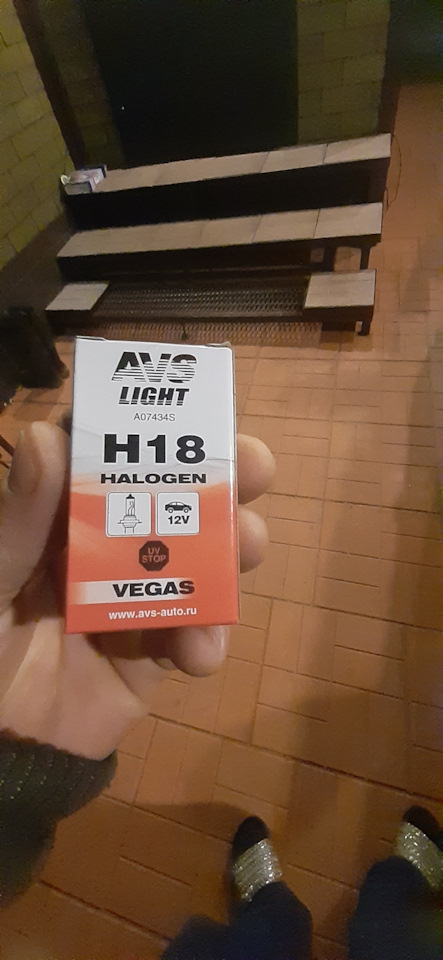 AVS
LIGHT
A07434S
H18
HALOGEN
12V
UV
STOP
VEGAS
www.avs-auto.ru